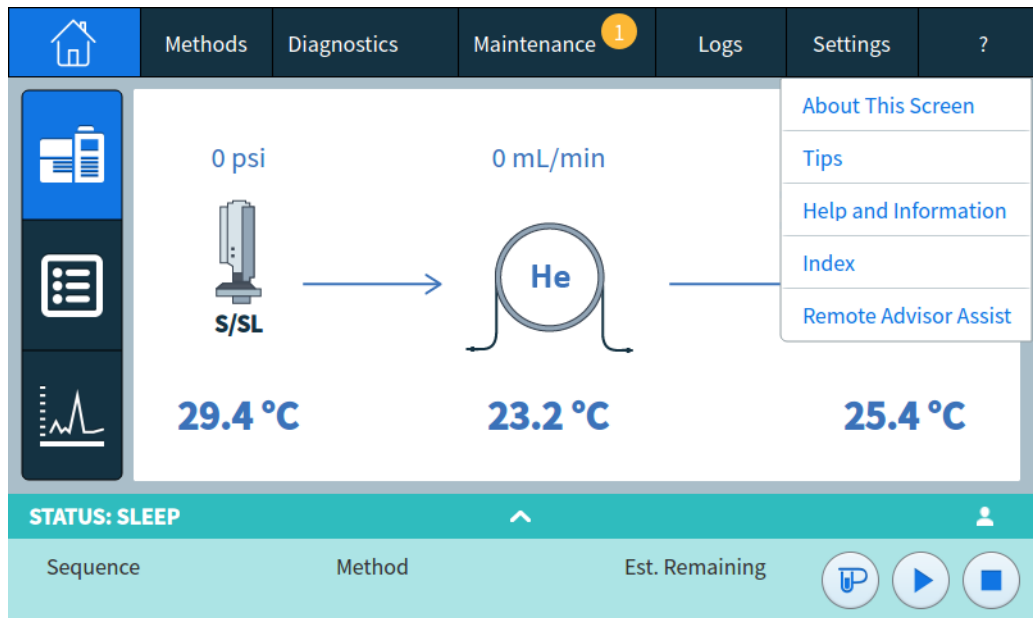 Methods
Diagnostics
Maintenance
1
Logs
Settings
?
About This Screen
Tips
Help and Information
Index
Remote Advisor Assist
0 psi
0 mL/min
He
S/SL
29.4 °C
23.2 °C
25.4 °C
STATUS: SLEEP
Sequence
Method
Est. Remaining